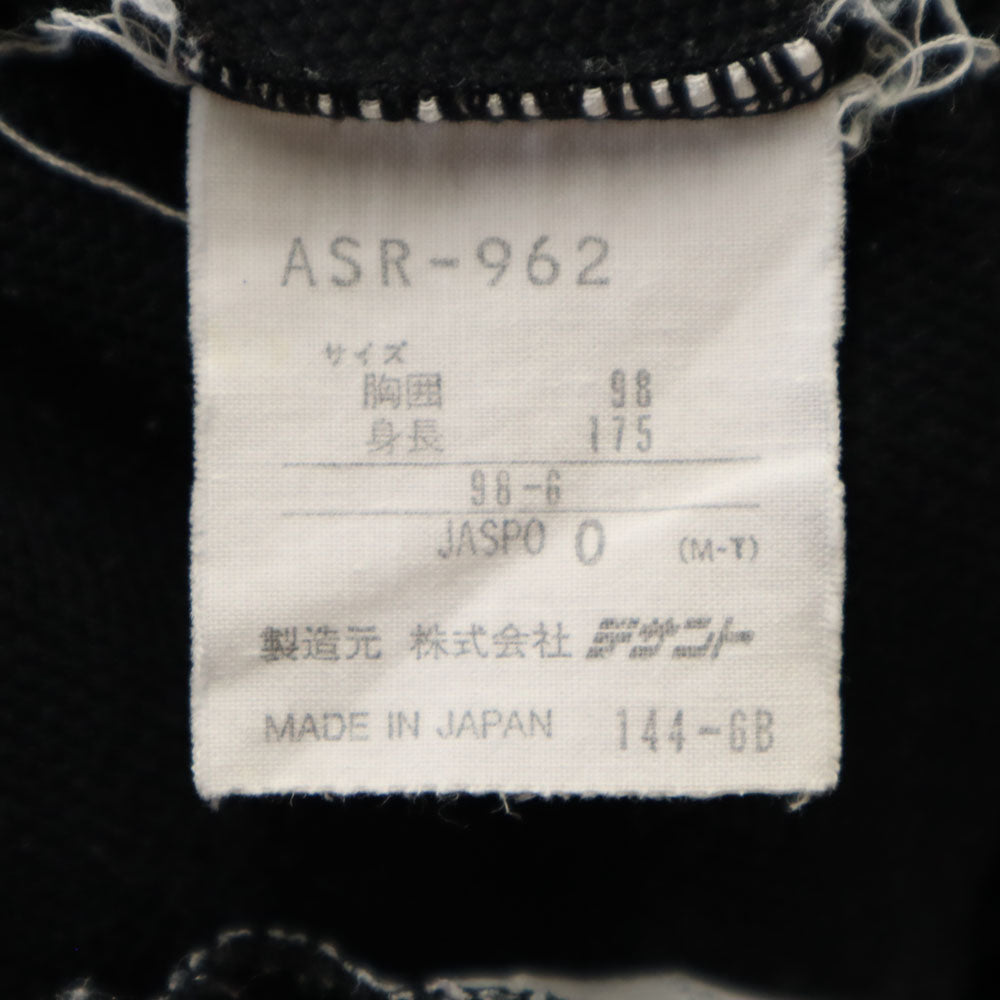 ASR-962
サイズ
胸囲 98
身長 175
98-6
JASPO O (M-T)
製造元 株式会社 デサント
MADE IN JAPAN 144-6B